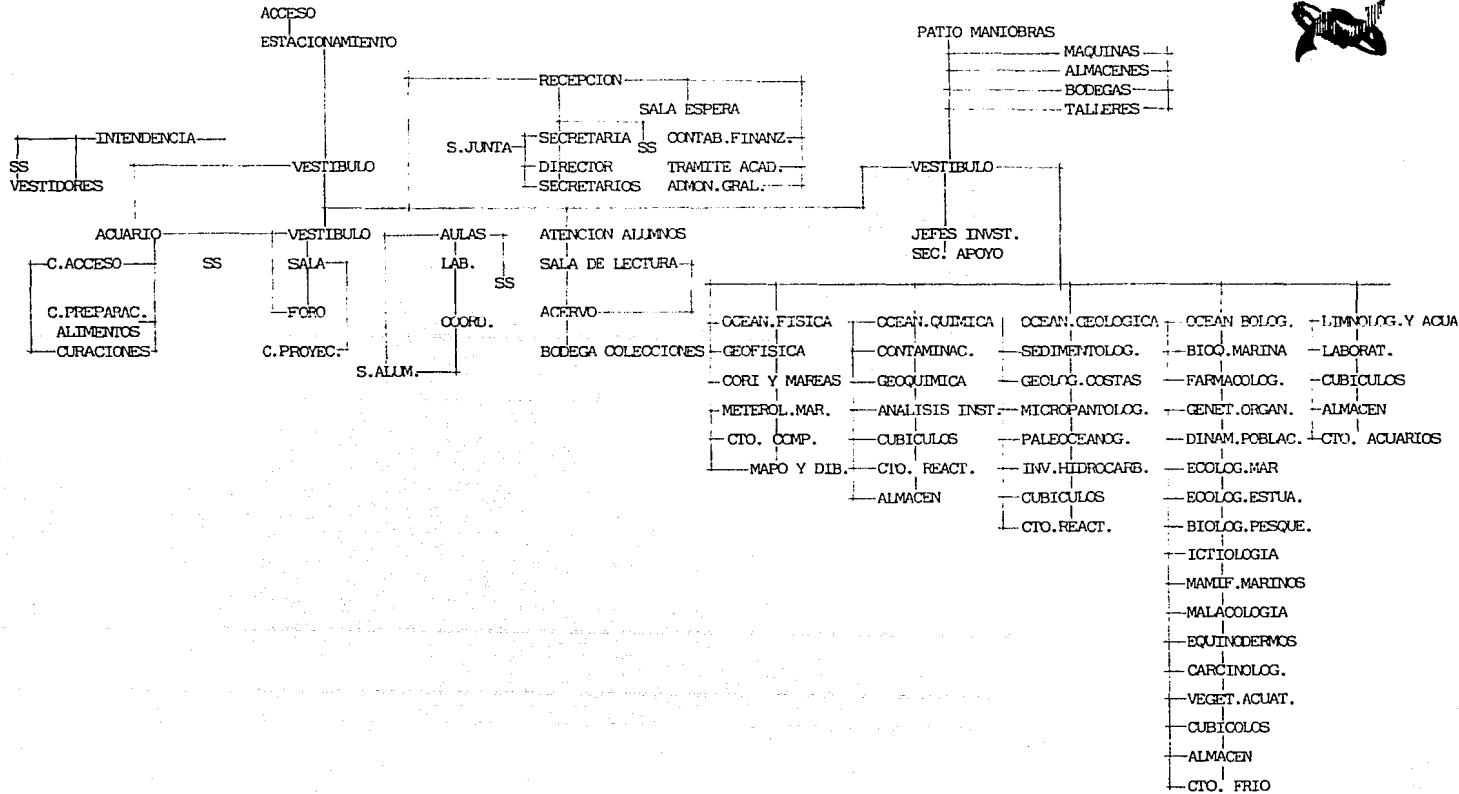 ACCESO
ESTACIONAMIENTO
PATIO MANIOBRAS
MAQUINAS
ALMACENES
BODEGAS
TALLERES
RECEPCION
SALA ESPERA
INTENDENCIA
SS
VESTIDORES
VESTIBULO
S.JUNTA
SECRETARIA
SS
CONTAB.FINANZ.
DIRECTOR
TRAMITE ACAD.
SECRETARIOS
ADMON.GRAL.
VESTIBULO
ACUARIO
VESTIBULO
AULAS
ATENCION ALUMNOS
JEFES INVST.
SEC. APOYO
C.ACCESO
SS
SALA
LAB.
SS
SALA DE LECTURA
C.PREPARAC.
ALIMENTOS
CURACIONES
FORO
C.PROYEC.
COORD.
S.ALUM.
ACERVO
BODEGA COLECCIONES
OCEAN.FISICA
GEOFISICA
CORI Y MAREAS
METEROL.MAR.
CTO. COMP.
MAPO Y DIB.
OCEAN.QUIMICA
CONTAMINAC.
GEOQUIMICA
ANALISIS INST.
CUBICULOS
CTO. REACT.
ALMACEN
OCEAN.GEOLOGICA
SEDIMENTOLOG.
GEOLOG.COSTAS
MICROPANTOLOG.
PALEOCEANOG.
INV.HIDROCARB.
CUBICULOS
CTO.REACT.
OCEAN BOLOG.
BIOQ.MARINA
FARMACOLOG.
GENET.ORGAN.
DINAM.POBLAC.
ECOLOG.MAR
ECOLOG.ESTUA.
BIOLOG.PESQUE.
ICTIOLOGIA
MAMIF.MARINOS
MALACOLOGIA
EQUINODERMOS
CARCINOLOG.
VEGET.ACUAT.
CUBICOLOS
ALMACEN
CTO. FRIO
LIMNOLOG.Y ACUA
LABORAT.
CUBICULOS
ALMACEN
CTO. ACUARIOS